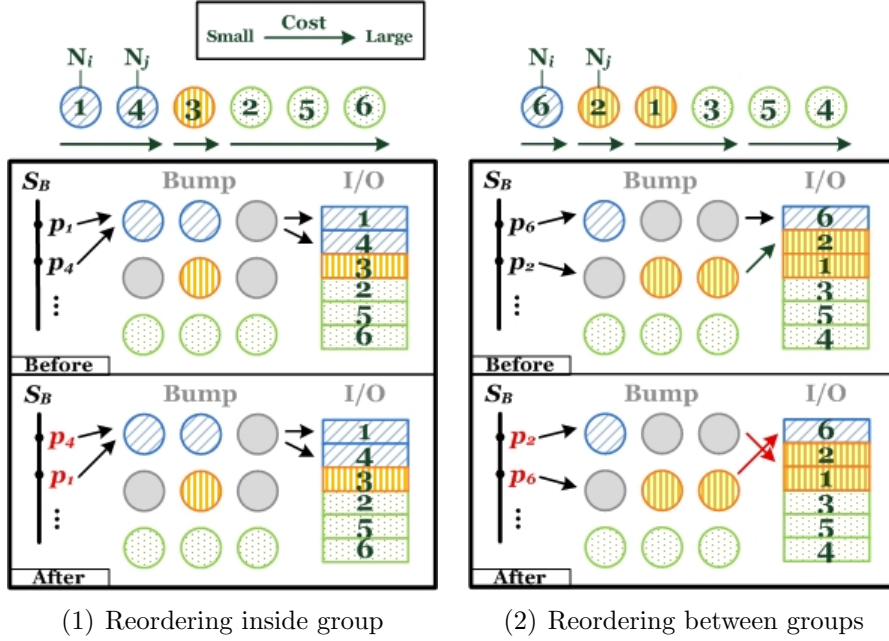 Cost
Small Large
N_i N_j
1 4 3 2 5 6
S_B Bump I/O
p_1
p_4
...
1
4
3
2
5
6
Before
S_B Bump I/O
p_4
p_1
...
1
4
3
2
5
6
After
(1) Reordering inside group
N_i N_j
6 2 1 3 5 4
S_B Bump I/O
p_6
p_2
...
6
2
1
3
5
4
Before
S_B Bump I/O
p_2
p_6
...
6
2
1
3
5
4
After
(2) Reordering between groups